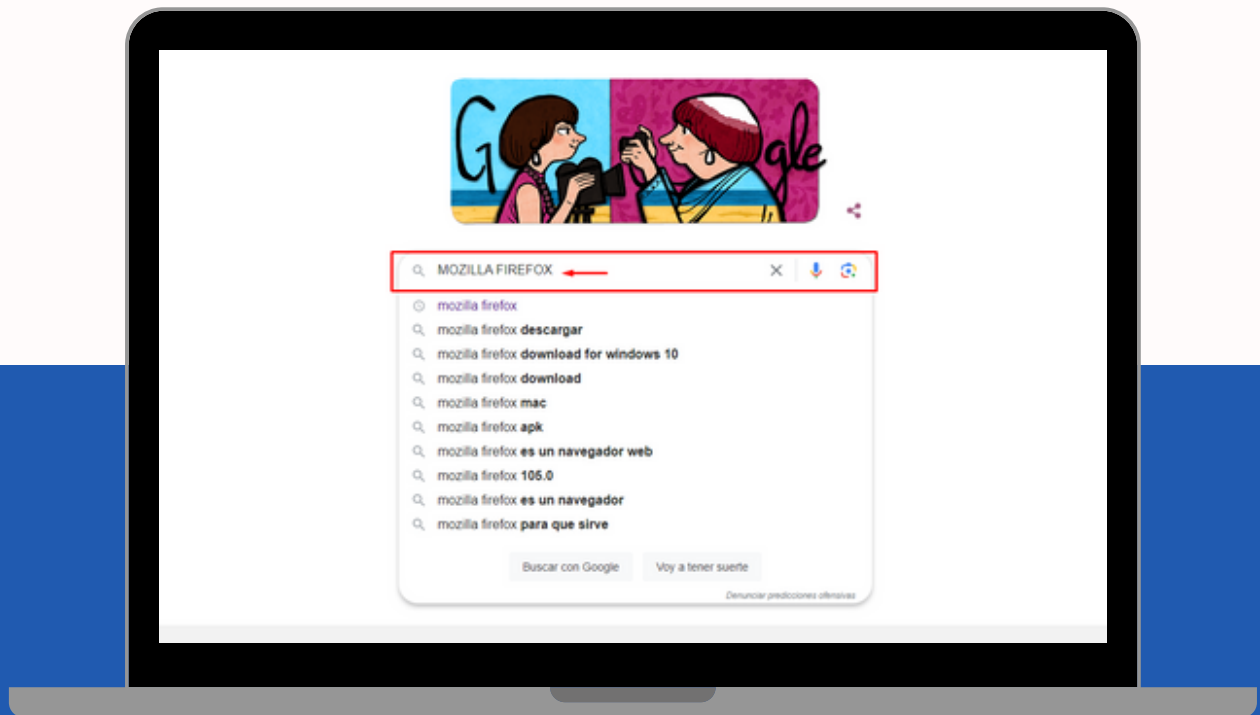 G gle
MOZILLA FIREFOX
mozilla firefox
mozilla firefox descargar
mozilla firefox download for windows 10
mozilla firefox download
mozilla firefox mac
mozilla firefox apk
mozilla firefox es un navegador web
mozilla firefox 105.0
mozilla firefox es un navegador
mozilla firefox para que sirve
Buscar con Google
Voy a tener suerte
Denunciar predicciones ofensivas